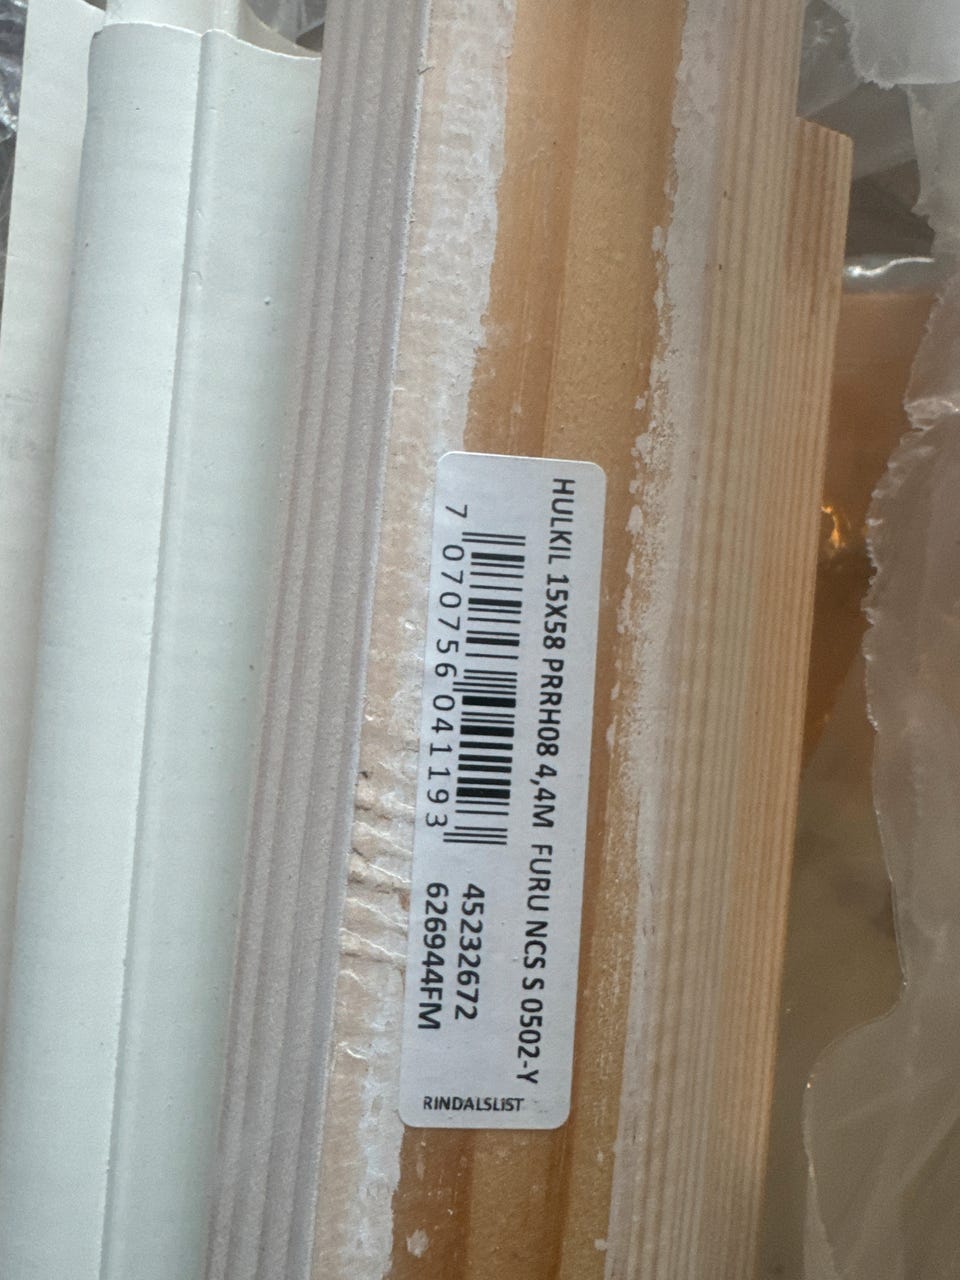 HULKIL 15X58 PRRH08 4,4M FURU NCS S 0502-Y
7 070756 041193
45232672
626944FM
RINDALSLIST